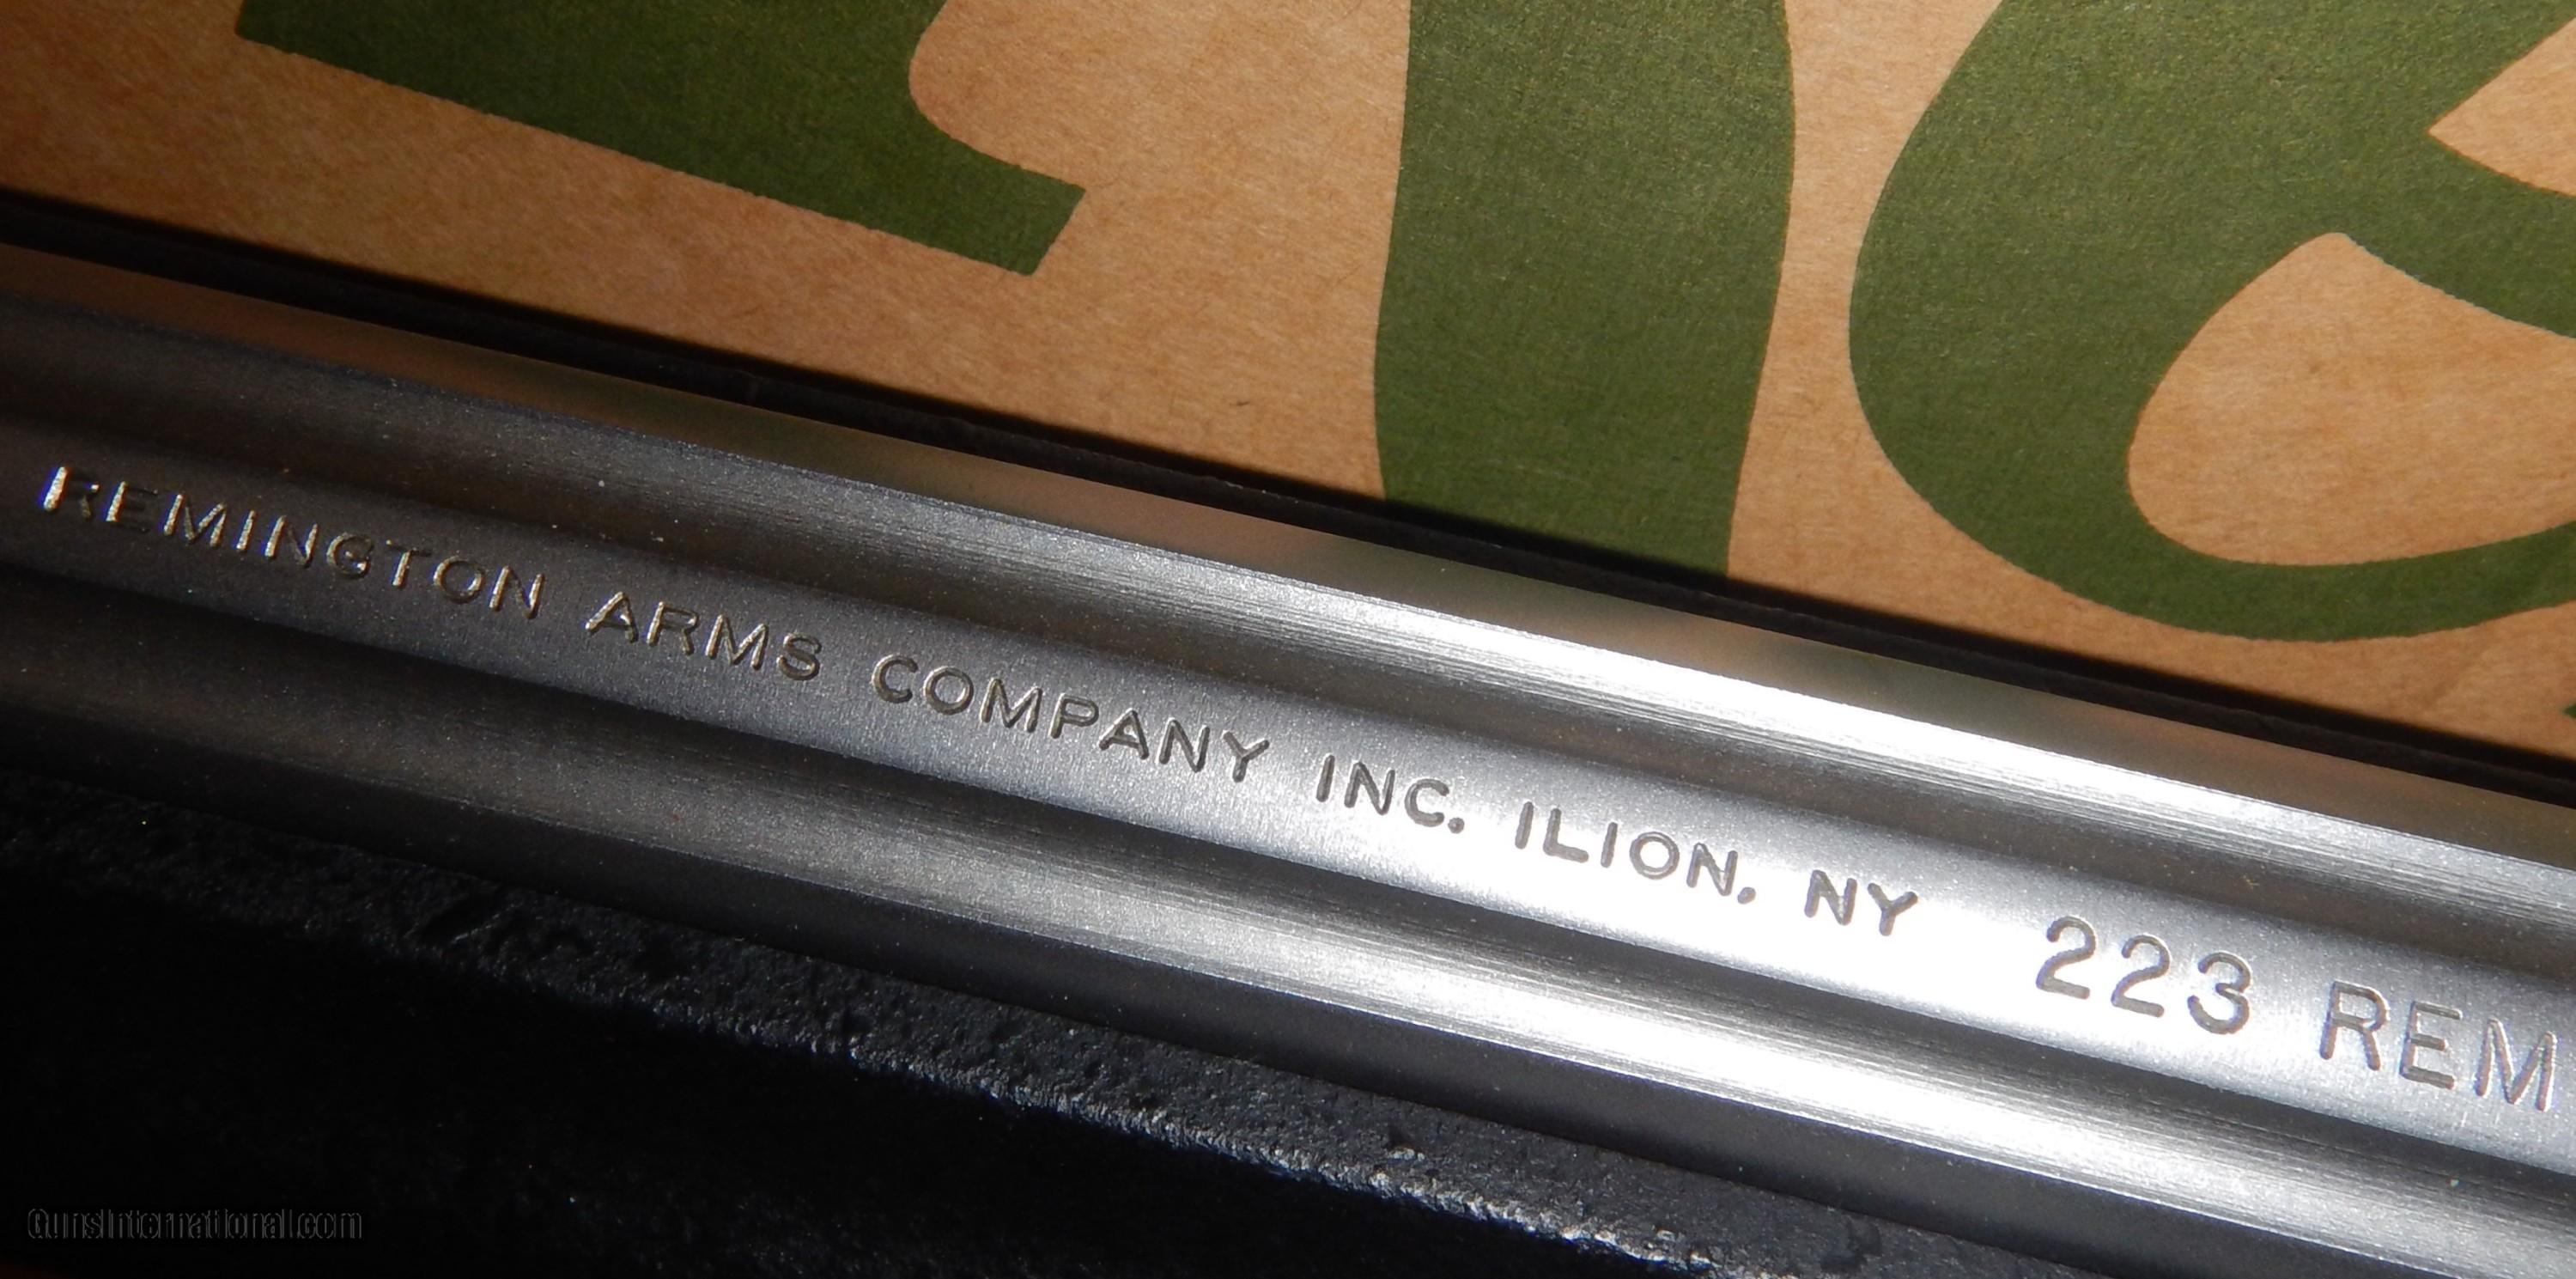 REMINGTON ARMS COMPANY INC. ILION, NY 223 REM
GunsInternational.com